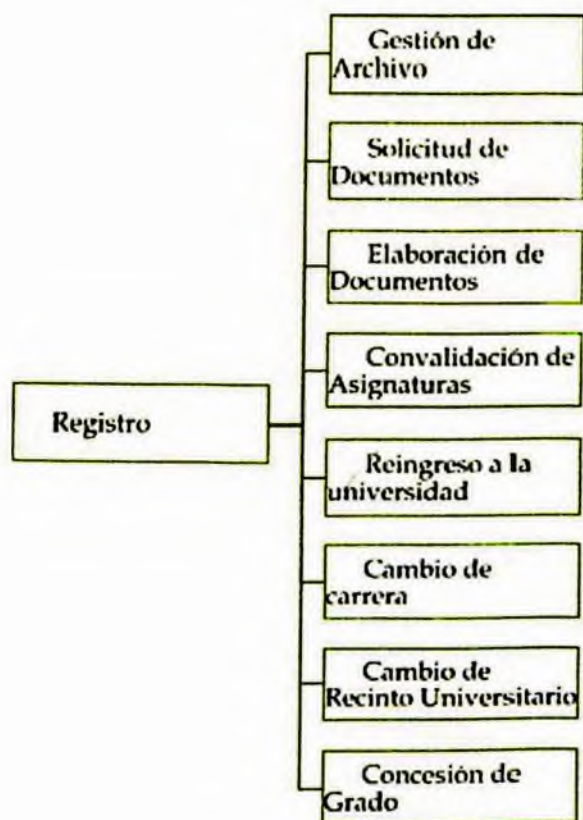 Gestión de
Archivo
Solicitud de
Documentos
Elaboración de
Documentos
Convalidación de
Asignaturas
Registro
Reingreso a la
universidad
Cambio de
carrera
Cambio de
Recinto Universitario
Concesión de
Grado